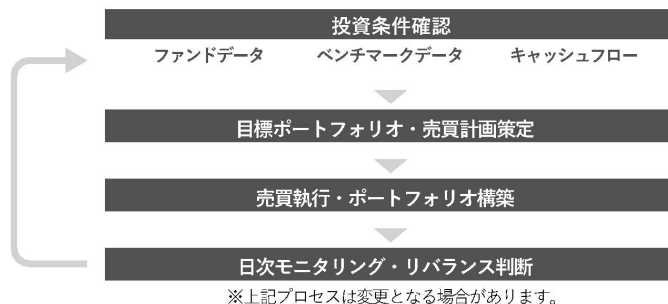 投資条件確認
ファンドデータ ベンチマークデータ キャッシュフロー
目標ポートフォリオ・売買計画策定
売買執行・ポートフォリオ構築
日次モニタリング・リバランス判断
※上記プロセスは変更となる場合があります。